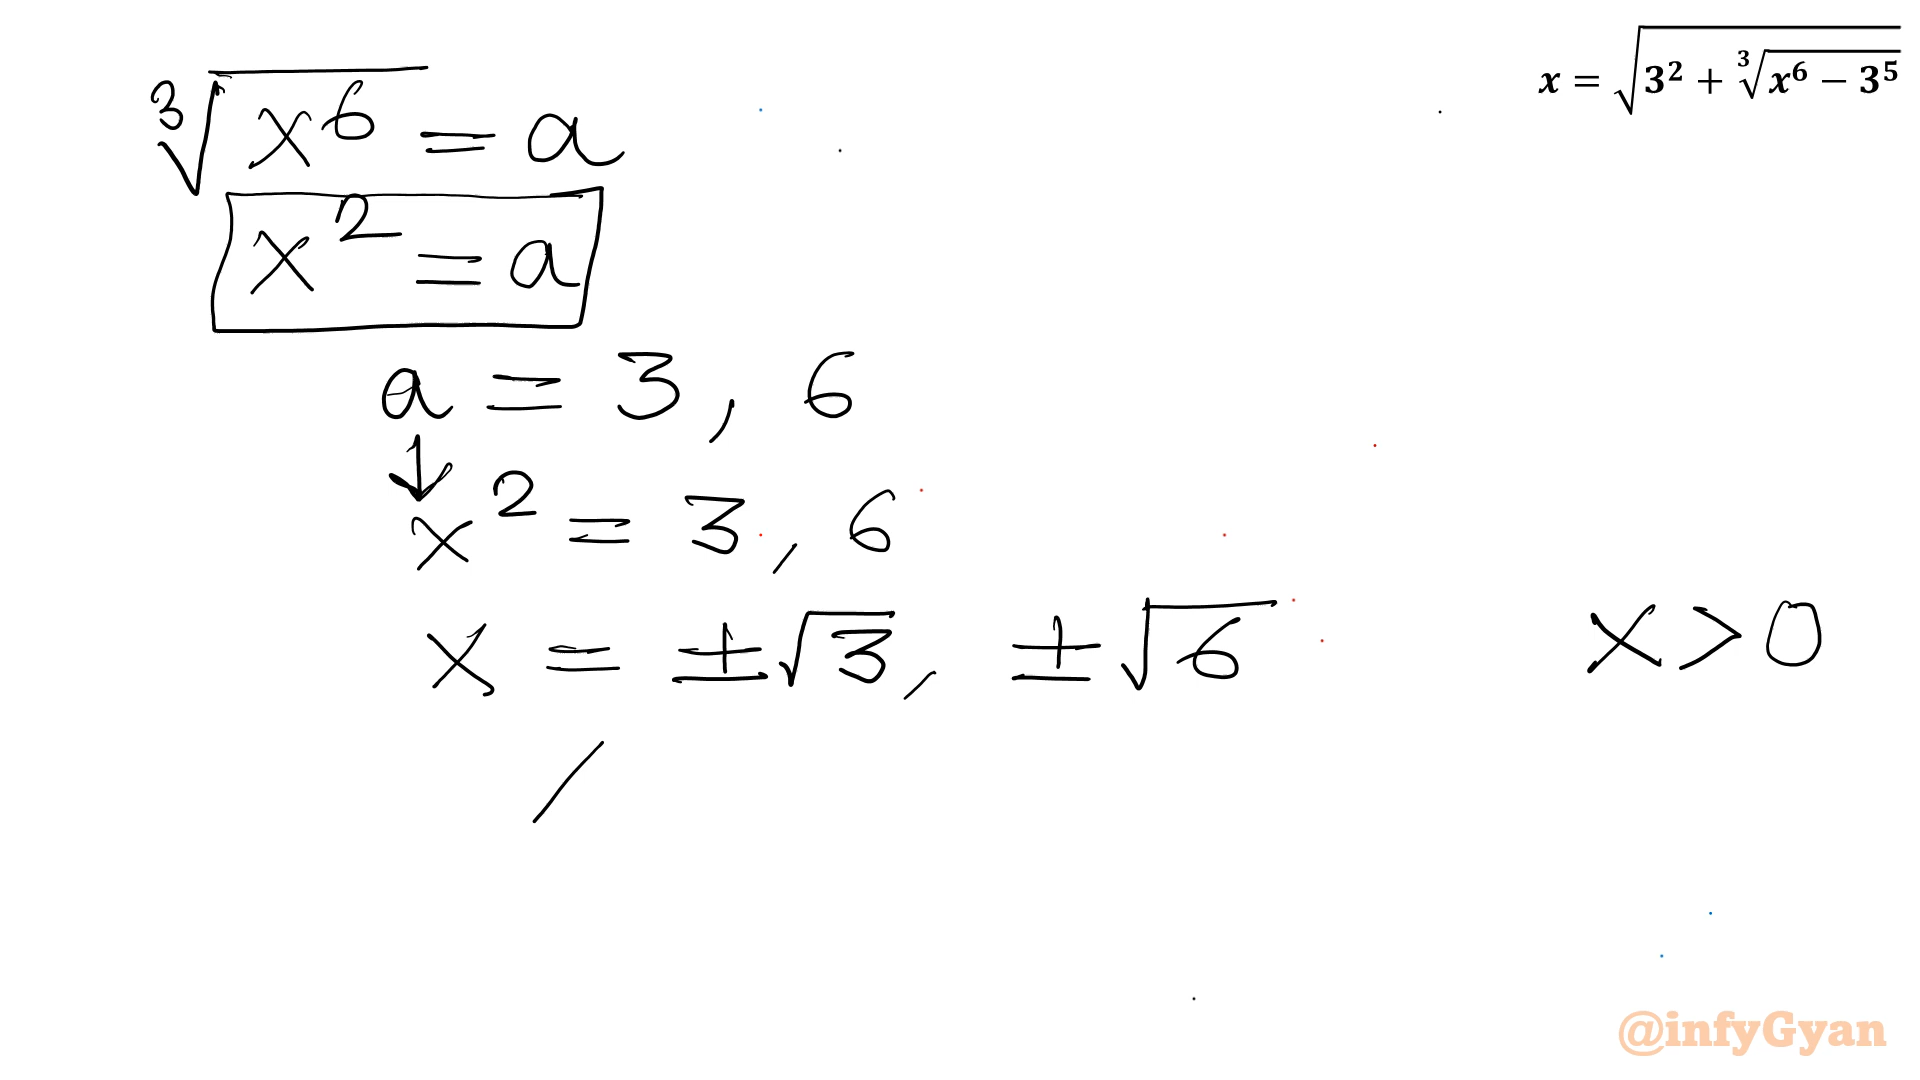 x = √(3² + ∛(x⁶ − 3⁵))
∛(x⁶) = a
x² = a
a = 3, 6
x² = 3, 6
x = ±√3, ±√6
x > 0
@infyGyan